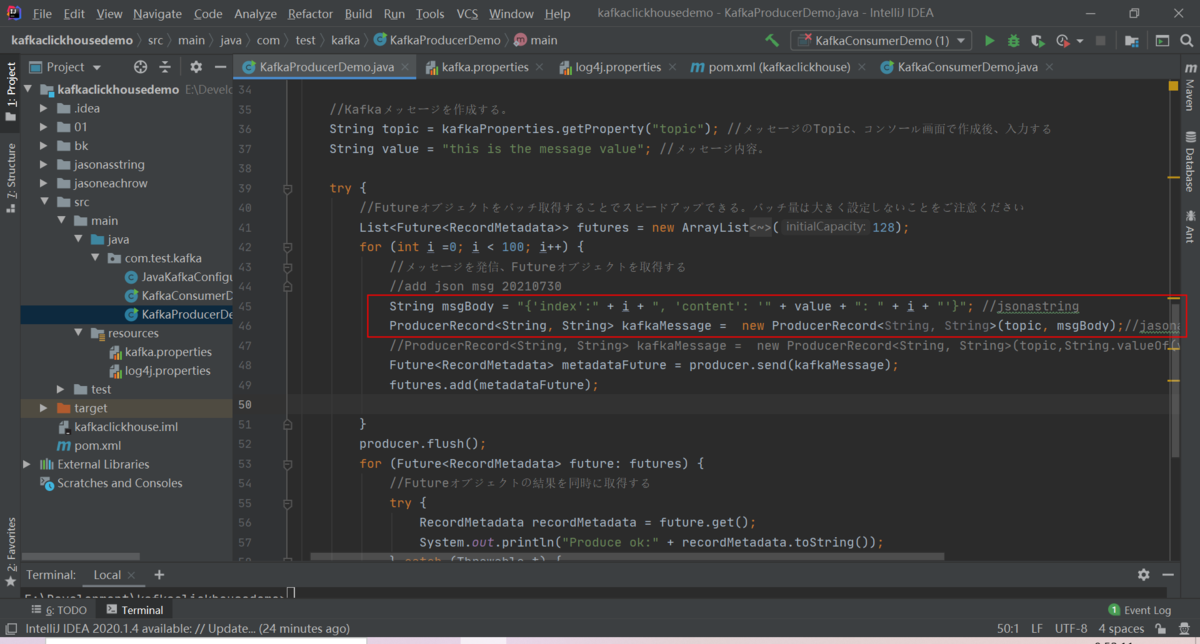 File Edit View Navigate Code Analyze Refactor Build Run Tools VCS Window Help kafkaclickhousedemo - KafkaProducerDemo.java - IntelliJ IDEA
kafkaclickhousedemo src main java com test kafka KafkaProducerDemo main KafkaConsumerDemo (1)
Project
KafkaProducerDemo.java kafka.properties log4j.properties pom.xml (kafkaclickhouse) KafkaConsumerDemo.java
1: Project
7: Structure
2: Favorites
kafkaclickhousedemo E:\Develo
.idea
01
bk
jasonasstring
jasoneachrow
src
main
java
com.test.kafka
JavaKafkaConfigu
KafkaConsumerD
KafkaProducerDe
resources
kafka.properties
log4j.properties
test
target
kafkaclickhouse.iml
pom.xml
External Libraries
Scratches and Consoles
34
35 //Kafkaメッセージを作成する。
36 String topic = kafkaProperties.getProperty("topic"); //メッセージのTopic、コンソール画面で作成後、入力する
37 String value = "this is the message value"; //メッセージ内容。
38
39 try {
40 //Futureオブジェクトをバッチ取得することでスピードアップできる。バッチ量は大きく設定しないことをご注意ください
41 List<Future<RecordMetadata>> futures = new ArrayList<~>( initialCapacity: 128);
42 for (int i =0; i < 100; i++) {
43 //メッセージを発信、Futureオブジェクトを取得する
44 //add json msg 20210730
45 String msgBody = "{'index':" + i + ", 'content': '" + value + ": " + i + "'}"; //jsonastring
46 ProducerRecord<String, String> kafkaMessage = new ProducerRecord<String, String>(topic, msgBody);//jasona
47 //ProducerRecord<String, String> kafkaMessage = new ProducerRecord<String, String>(topic,String.valueOf(
48 Future<RecordMetadata> metadataFuture = producer.send(kafkaMessage);
49 futures.add(metadataFuture);
50
51 }
52 producer.flush();
53 for (Future<RecordMetadata> future: futures) {
54 //Futureオブジェクトの結果を同時に取得する
55 try {
56 RecordMetadata recordMetadata = future.get();
57 System.out.println("Produce ok:" + recordMetadata.toString());
58 } catch (Throwable t) {
Maven
Database
Ant
Terminal: Local
E:\Development\kafkaclickhousedemo>
6: TODO Terminal 1 Event Log
IntelliJ IDEA 2020.1.4 available: // Update... (24 minutes ago) 50:1 LF UTF-8 4 spaces